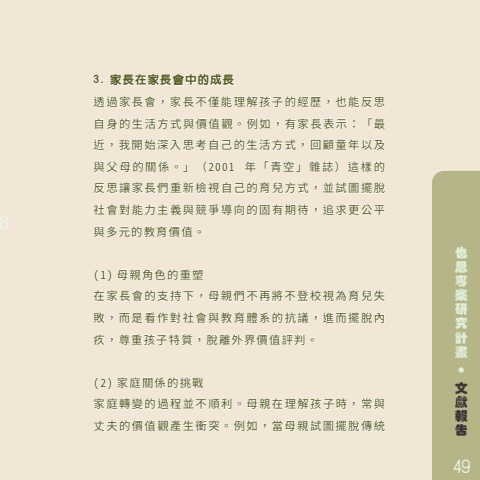 3. 家長在家長會中的成長
透過家長會，家長不僅能理解孩子的經歷，也能反思
自身的生活方式與價值觀。例如，有家長表示：「最
近，我開始深入思考自己的生活方式，回顧童年以及
與父母的關係。」（2001 年「青空」雜誌）這樣的
反思讓家長們重新檢視自己的育兒方式，並試圖擺脫
社會對能力主義與競爭導向的固有期待，追求更公平
與多元的教育價值。
(1) 母親角色的重塑
在家長會的支持下，母親們不再將不登校視為育兒失
敗，而是看作對社會與教育體系的抗議，進而擺脫內
疚，尊重孩子特質，脫離外界價值評判。
(2) 家庭關係的挑戰
家庭轉變的過程並不順利。母親在理解孩子時，常與
丈夫的價值觀產生衝突。例如，當母親試圖擺脫傳統
也思專案研究計畫 • 文獻報告
49
8